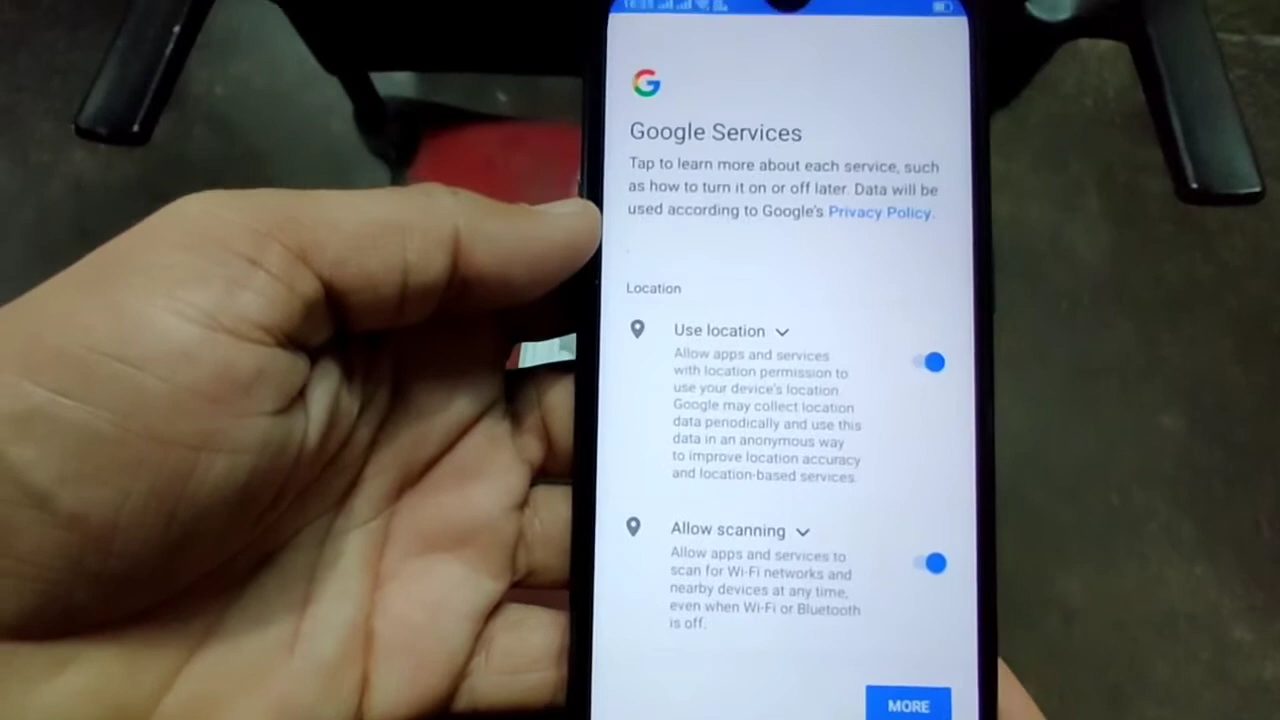 Google Services
Tap to learn more about each service, such
as how to turn it on or off later. Data will be
used according to Google's Privacy Policy.
Location
Use location
Allow apps and services
with location permission to
use your device's location
Google may collect location
data periodically and use this
data in an anonymous way
to improve location accuracy
and location-based services.
Allow scanning
Allow apps and services to
scan for Wi-Fi networks and
nearby devices at any time,
even when Wi-Fi or Bluetooth
is off.
MORE